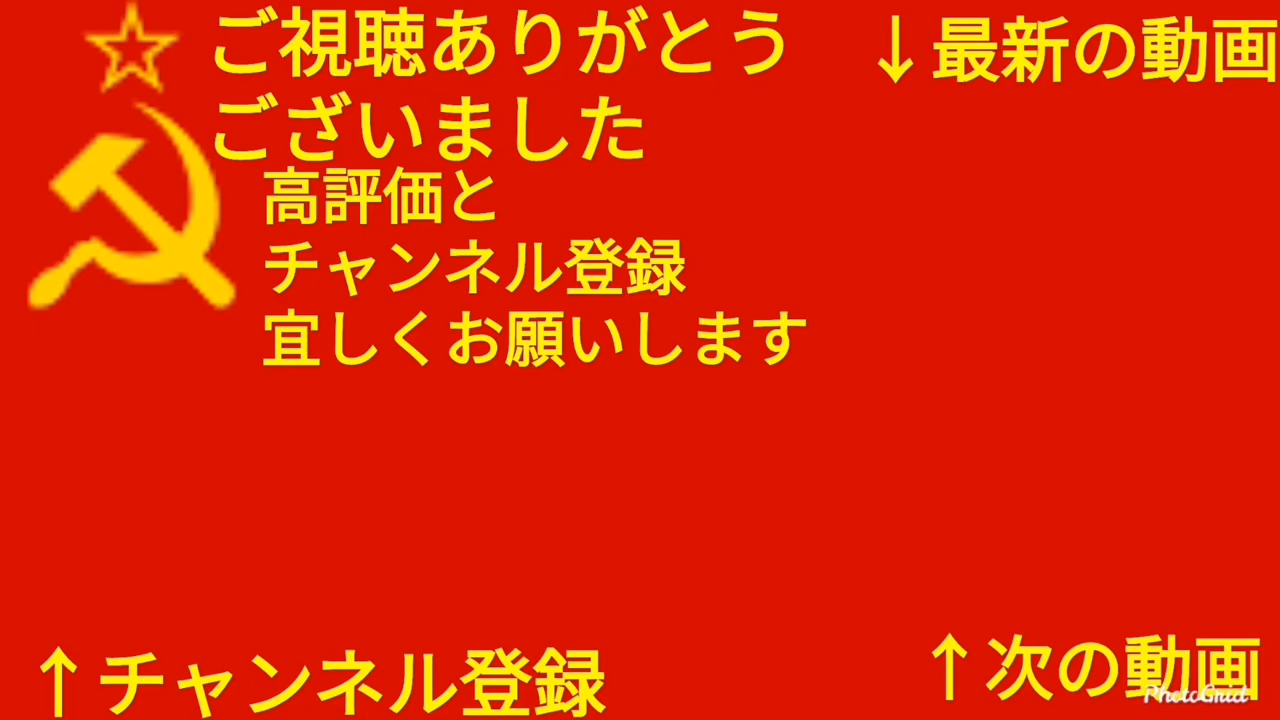 ご視聴ありがとう
ございました
高評価と
チャンネル登録
宜しくお願いします
↓最新の動画
↑チャンネル登録
↑次の動画
PhotoGrid